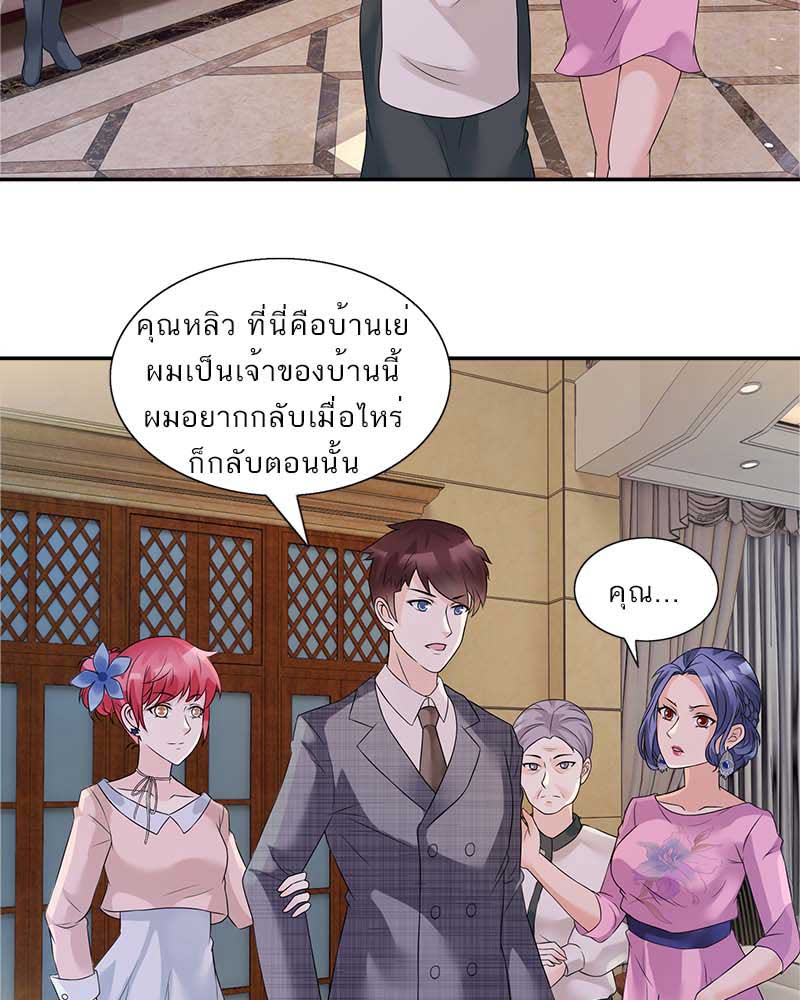 คุณหลิว ที่นี่คือบ้านเย่
ผมเป็นเจ้าของบ้านนี้
ผมอยากกลับเมื่อไหร่
ก็กลับตอนนั้น
คุณ...